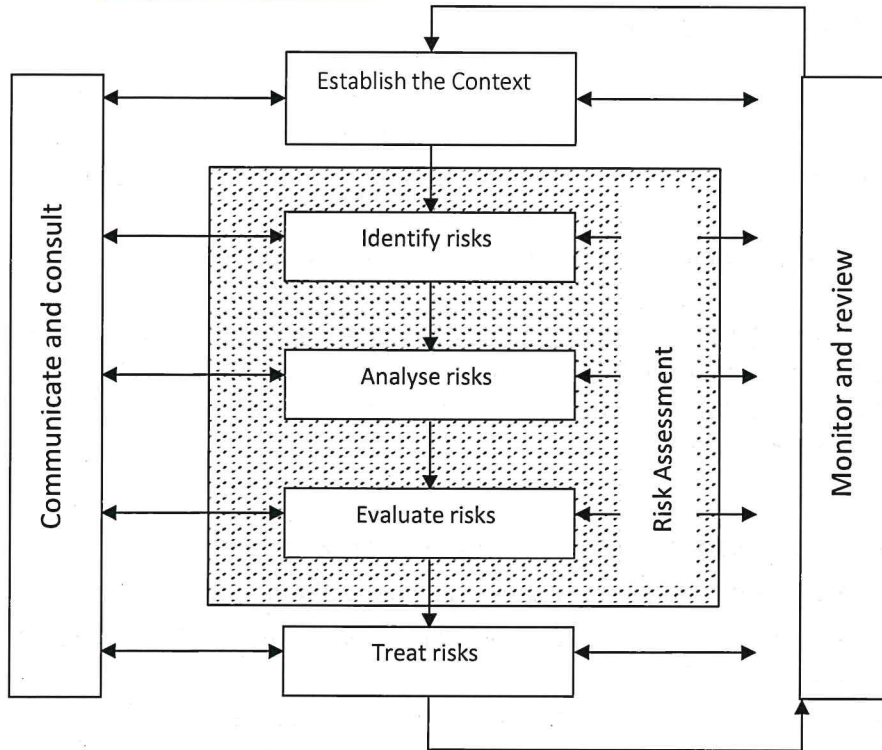 Establish the Context
Communicate and consult
Identify risks
Analyse risks
Evaluate risks
Risk Assessment
Treat risks
Monitor and review